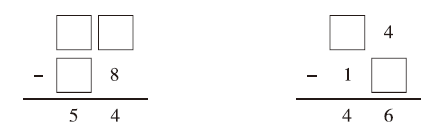 □ □ □ 4
− □ 8 − 1 □
5 4 4 6